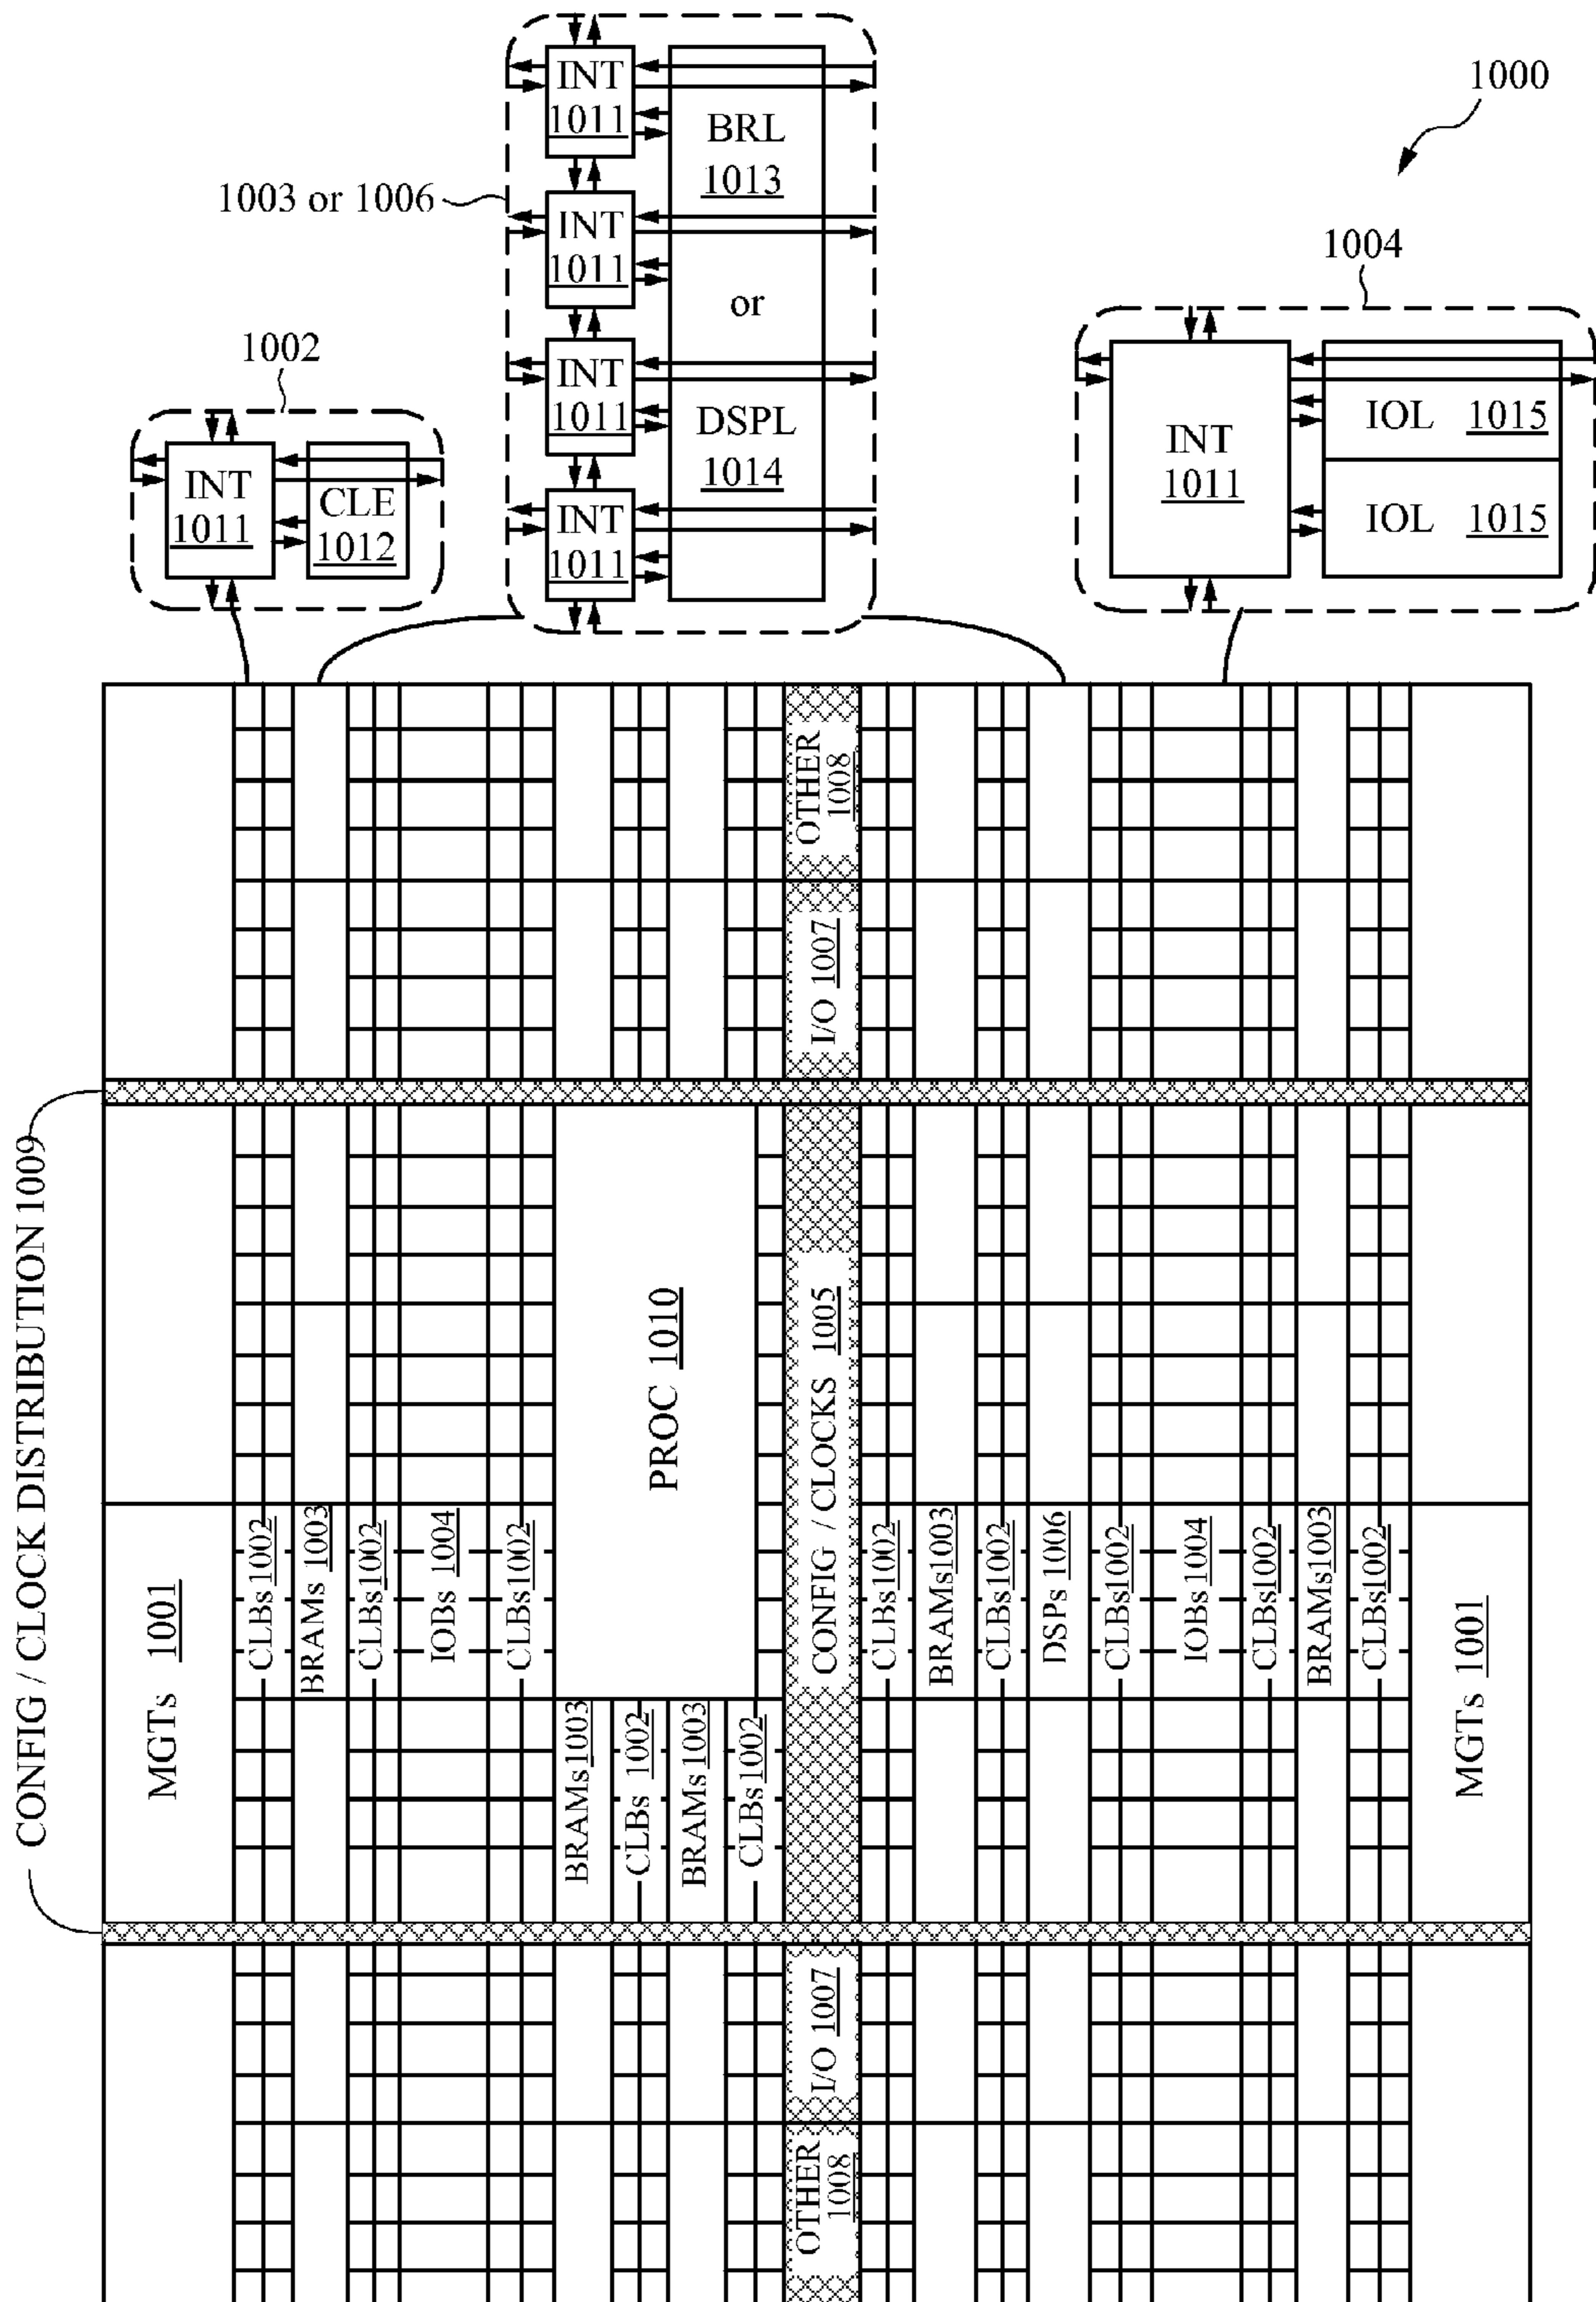 1000
1003 or 1006
INT
1011
INT
1011
INT
1011
INT
1011
BRL
1013
or
DSPL
1014
1004
INT
1011
IOL 1015
IOL 1015
1002
INT
1011
CLE
1012
OTHER
1008
I/O 1007
CONFIG / CLOCK DISTRIBUTION 1009
MGTs 1001
CLBs 1002
BRAMs 1003
CLBs 1002
IOBs 1004
CLBs 1002
PROC 1010
BRAMs 1003
CLBs 1002
BRAMs 1003
CLBs 1002
CONFIG / CLOCKS 1005
CLBs 1002
BRAMs 1003
CLBs 1002
DSPs 1006
CLBs 1002
IOBs 1004
CLBs 1002
BRAMs 1003
CLBs 1002
MGTs 1001
I/O 1007
OTHER
1008